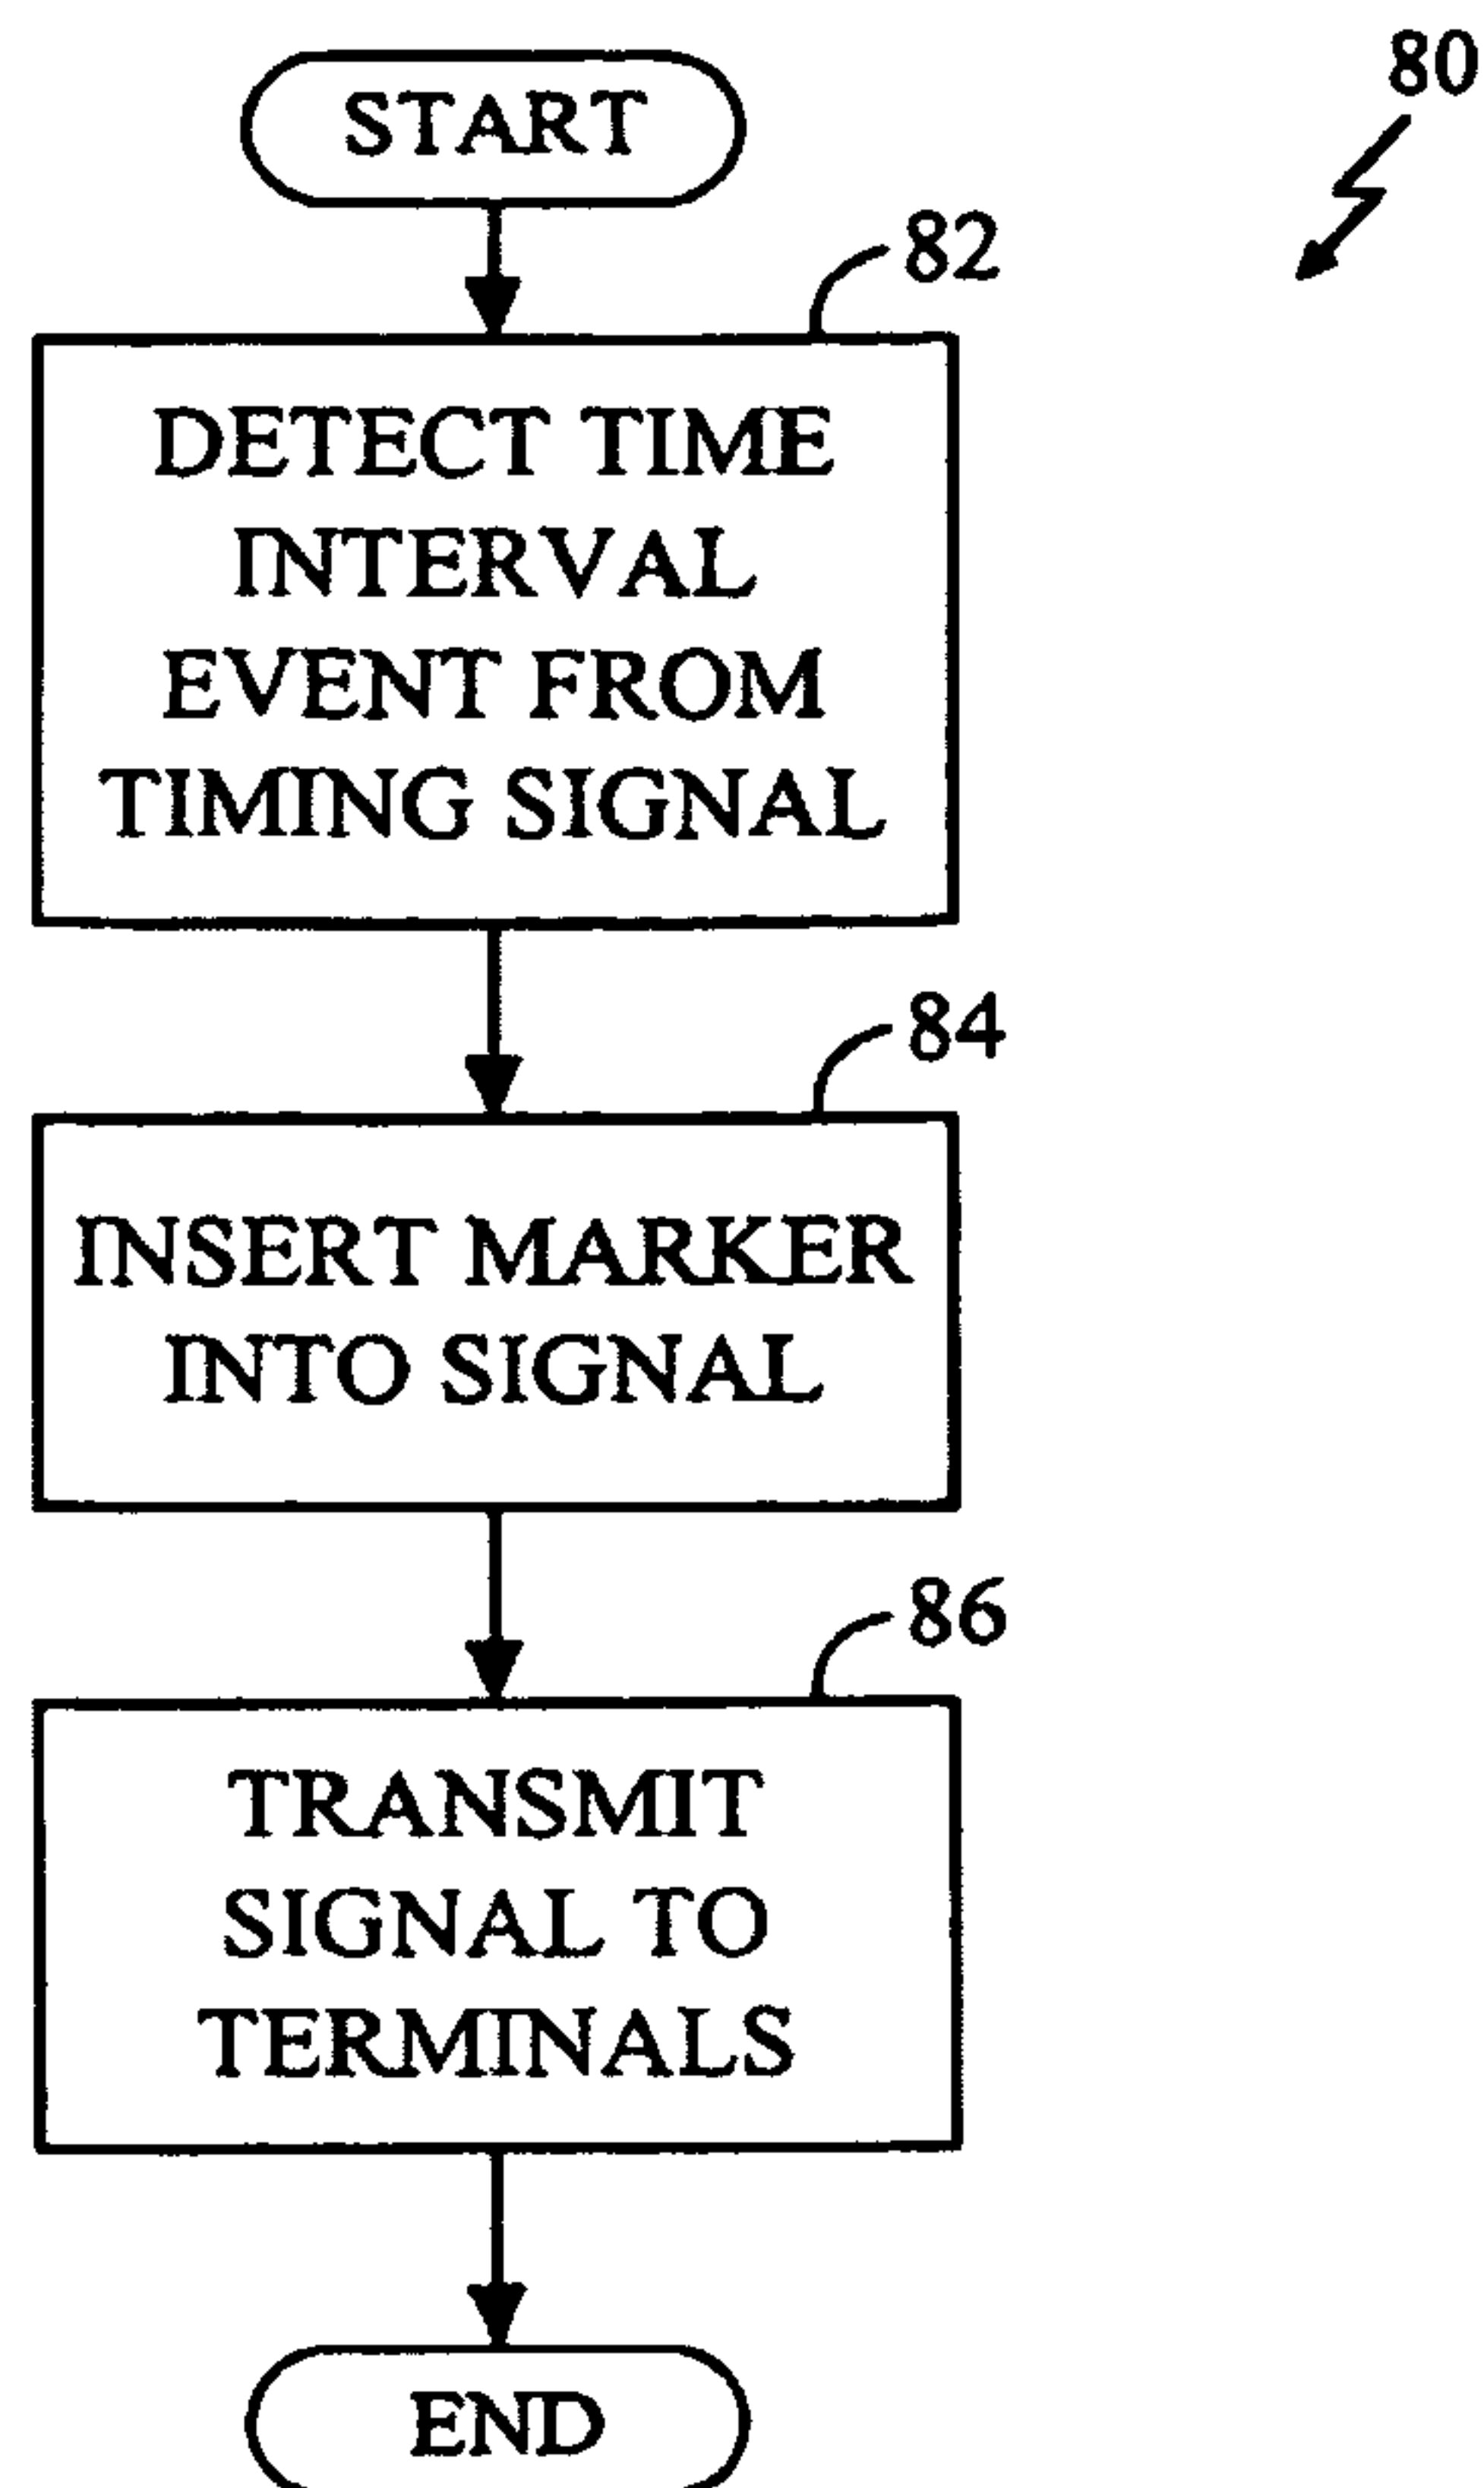 80
START
82
DETECT TIME
INTERVAL
EVENT FROM
TIMING SIGNAL
84
INSERT MARKER
INTO SIGNAL
86
TRANSMIT
SIGNAL TO
TERMINALS
END